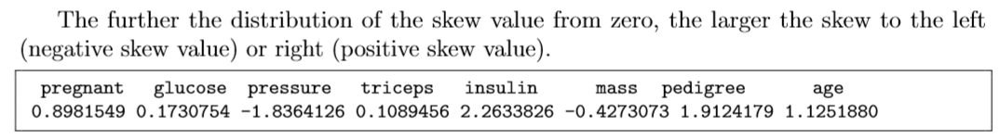 The further the distribution of the skew value from zero, the larger the skew to the left
(negative skew value) or right (positive skew value).
pregnant glucose pressure triceps insulin mass pedigree age
0.8981549 0.1730754 -1.8364126 0.1089456 2.2633826 -0.4273073 1.9124179 1.1251880